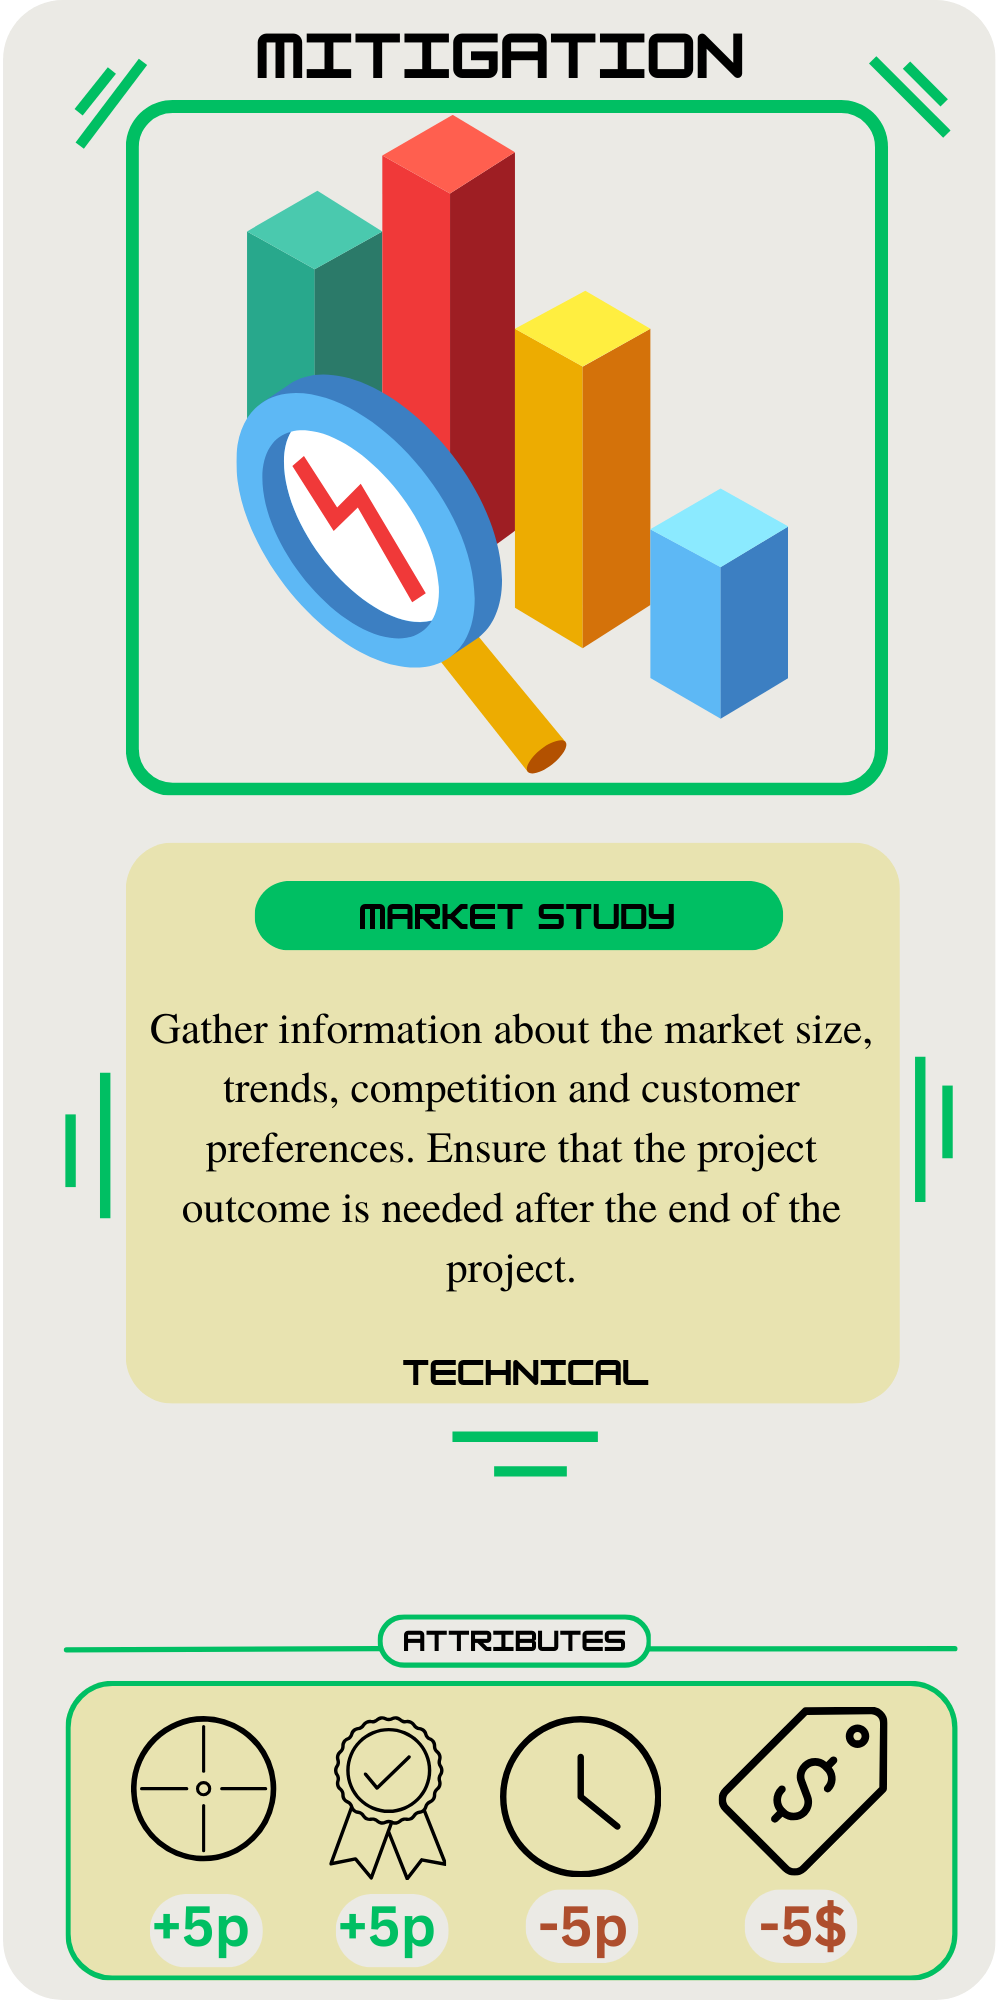 MITIGATION
MARKET STUDY
Gather information about the market size,
trends, competition and customer
preferences. Ensure that the project
outcome is needed after the end of the
project.
TECHNICAL
ATTRIBUTES
$
+5p +5p -5p -5$